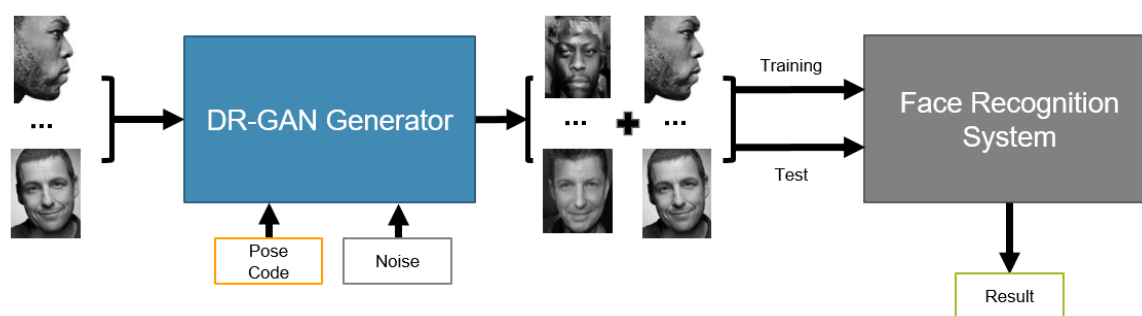 ...
DR-GAN Generator
Pose
Code
Noise
...
...
Training
Test
Face Recognition
System
Result